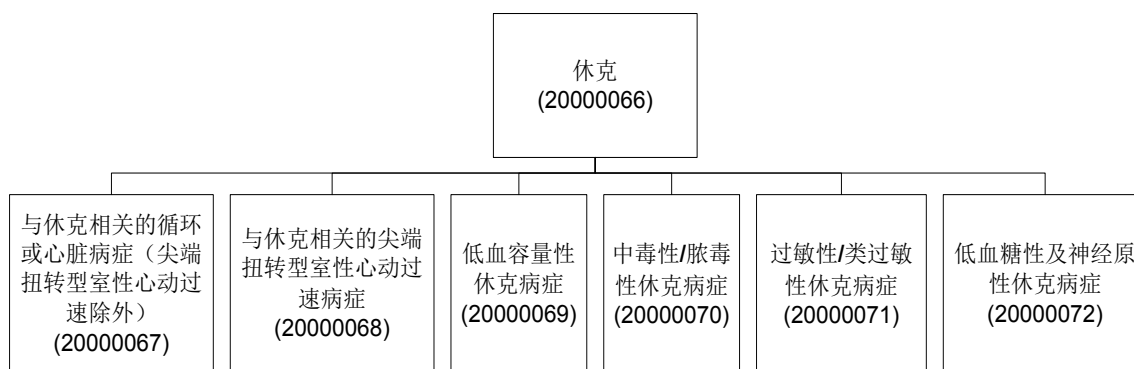 休克
(20000066)
与休克相关的循环
或心脏病症（尖端
扭转型室性心动过
速除外）
(20000067)
与休克相关的尖端
扭转型室性心动过
速病症
(20000068)
低血容量性
休克病症
(20000069)
中毒性/脓毒
性休克病症
(20000070)
过敏性/类过敏
性休克病症
(20000071)
低血糖性及神经原
性休克病症
(20000072)